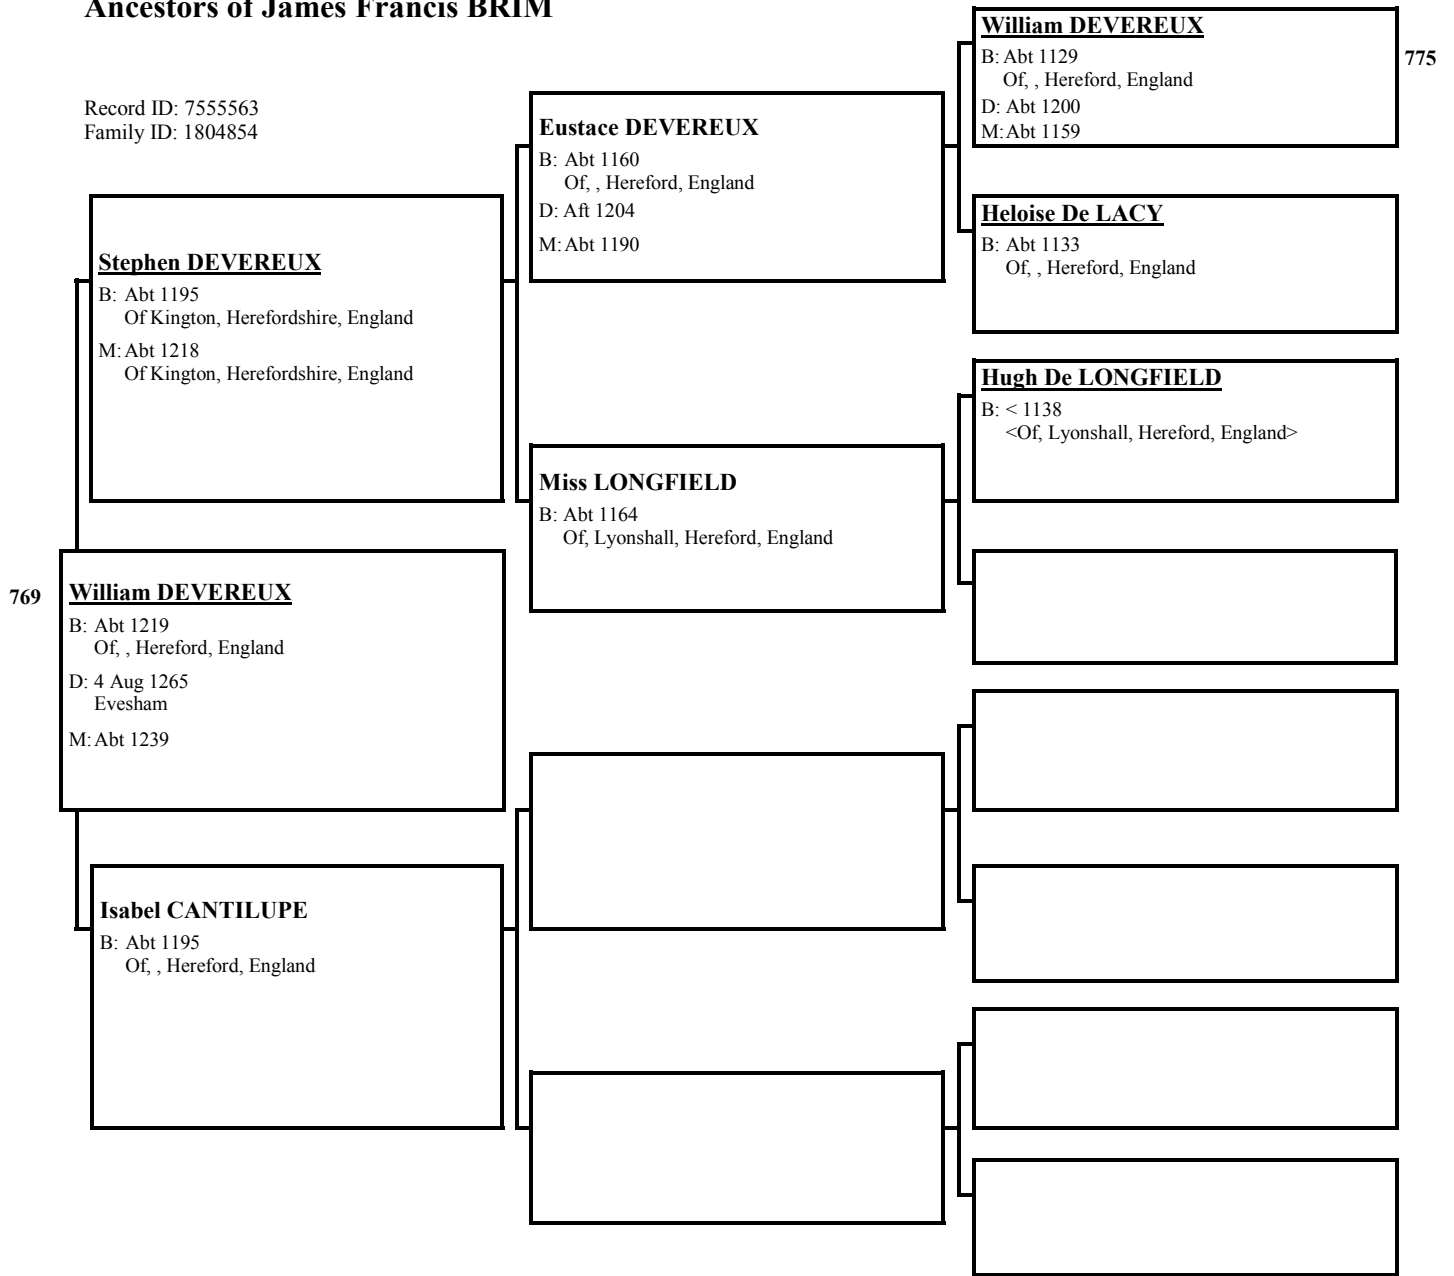 Ancestors of James Francis BRIM
Record ID: 7555563
Family ID: 1804854
769
William DEVEREUX
B: Abt 1219
Of, , Hereford, England
D: 4 Aug 1265
Evesham
M: Abt 1239
Stephen DEVEREUX
B: Abt 1195
Of Kington, Herefordshire, England
M: Abt 1218
Of Kington, Herefordshire, England
Isabel CANTILUPE
B: Abt 1195
Of, , Hereford, England
Eustace DEVEREUX
B: Abt 1160
Of, , Hereford, England
D: Aft 1204
M: Abt 1190
Miss LONGFIELD
B: Abt 1164
Of, Lyonshall, Hereford, England
William DEVEREUX
B: Abt 1129
Of, , Hereford, England
D: Abt 1200
M: Abt 1159
775
Heloise De LACY
B: Abt 1133
Of, , Hereford, England
Hugh De LONGFIELD
B: < 1138
<Of, Lyonshall, Hereford, England>